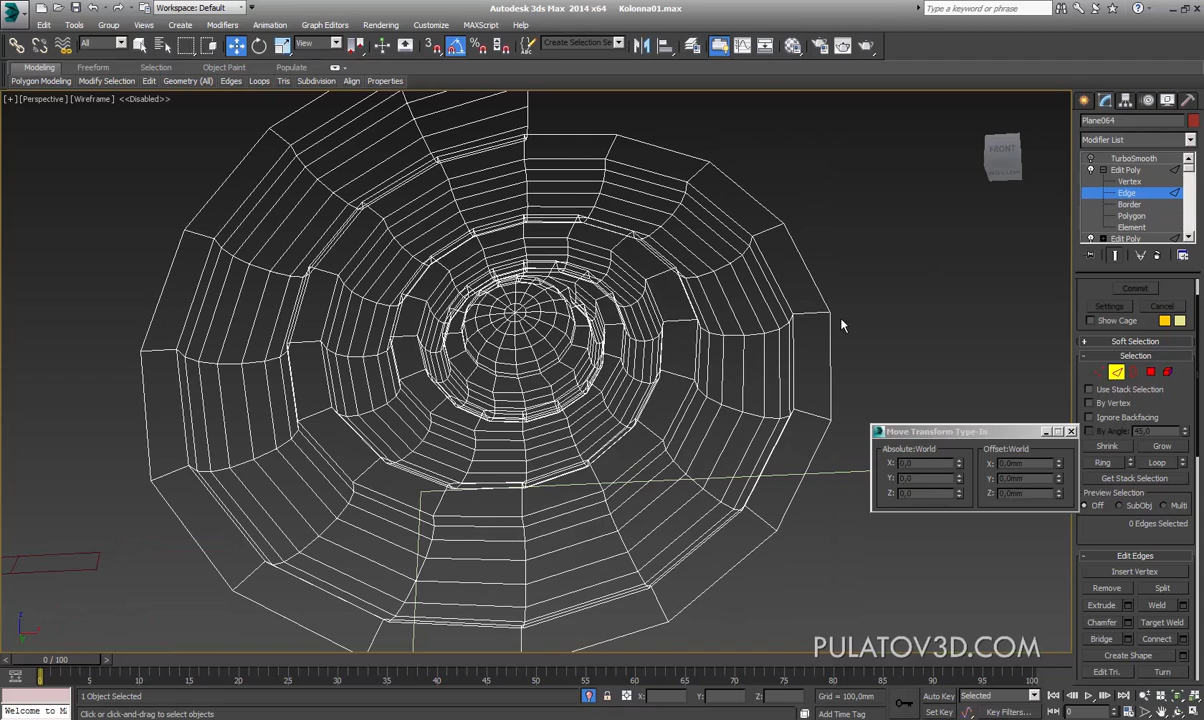 Workspace: Default
Autodesk 3ds Max 2014 x64 Kolonna01.max
Type a keyword or phrase
Edit Tools Group Views Create Modifiers Animation Graph Editors Rendering Customize MAXScript Help
All View Create Selection Se
Modeling Freeform Selection Object Paint Populate
Polygon Modeling Modify Selection Edit Geometry (All) Edges Loops Tris Subdivision Align Properties
[+] [Perspective] [Wireframe] <<Disabled>>
FRONT
Plane064
Modifier List
TurboSmooth
Edit Poly
Vertex
Edge
Border
Polygon
Element
Edit Poly
Commit
Settings Cancel
Show Cage
+ Soft Selection
- Selection
Use Stack Selection
By Vertex
Ignore Backfacing
By Angle: 45,0
Shrink Grow
Ring Loop
Get Stack Selection
Preview Selection
Off SubObj Multi
0 Edges Selected
- Edit Edges
Insert Vertex
Remove Split
Extrude Weld
Chamfer Target Weld
Bridge Connect
Create Shape
Edit Tri. Turn
Move Transform Type-In
Absolute:World Offset:World
X: 0,0 X: 0,0mm
Y: 0,0 Y: 0,0mm
Z: 0,0 Z: 0,0mm
z
x
y
PULATOV3D.COM
< 0 / 100 >
0 5 10 15 20 25 30 35 40 45 50 55 60 65 70 75 80 85 90 95 100
1 Object Selected X: Y: Z: Grid = 100,0mm Auto Key Selected
Welcome to M Click or click-and-drag to select objects Add Time Tag Set Key Key Filters... 0